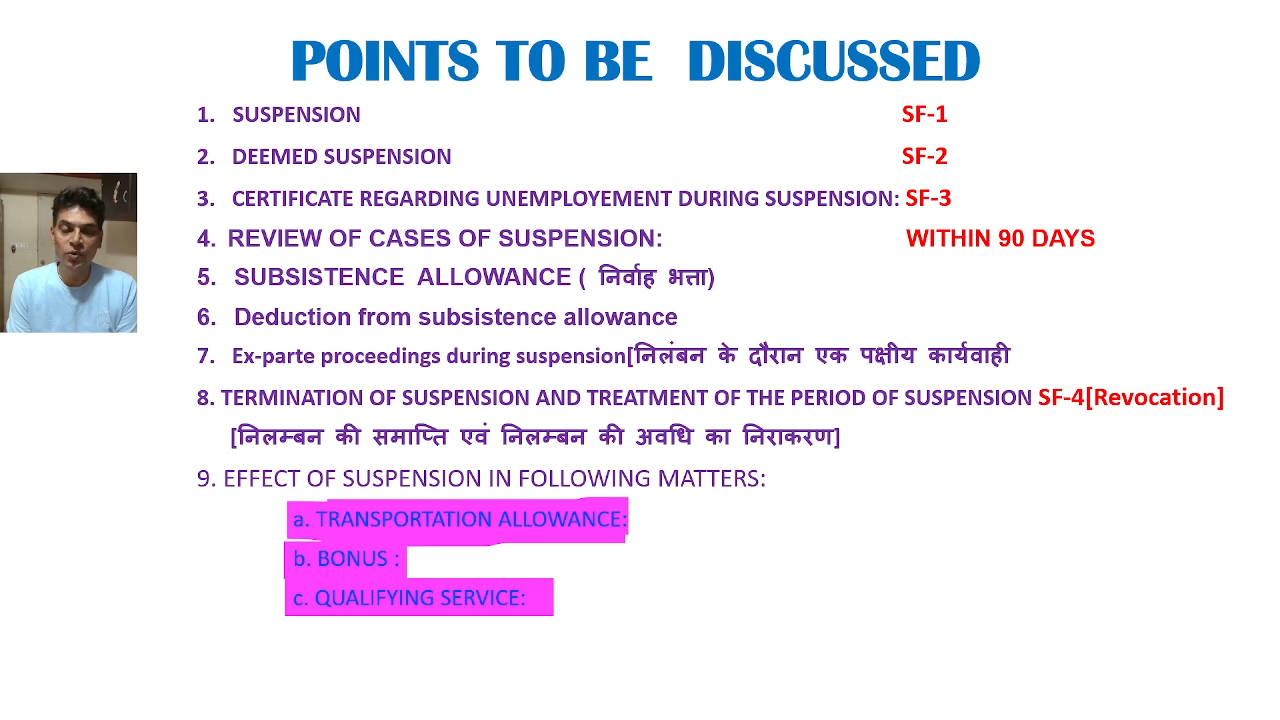 POINTS TO BE DISCUSSED
1. SUSPENSION SF-1
2. DEEMED SUSPENSION SF-2
3. CERTIFICATE REGARDING UNEMPLOYEMENT DURING SUSPENSION: SF-3
4. REVIEW OF CASES OF SUSPENSION: WITHIN 90 DAYS
5. SUBSISTENCE ALLOWANCE ( निर्वाह भत्ता)
6. Deduction from subsistence allowance
7. Ex-parte proceedings during suspension[निलंबन के दौरान एक पक्षीय कार्यवाही
8. TERMINATION OF SUSPENSION AND TREATMENT OF THE PERIOD OF SUSPENSION SF-4[Revocation]
[निलम्बन की समाप्ति एवं निलम्बन की अवधि का निराकरण]
9. EFFECT OF SUSPENSION IN FOLLOWING MATTERS:
a. TRANSPORTATION ALLOWANCE:
b. BONUS :
c. QUALIFYING SERVICE: